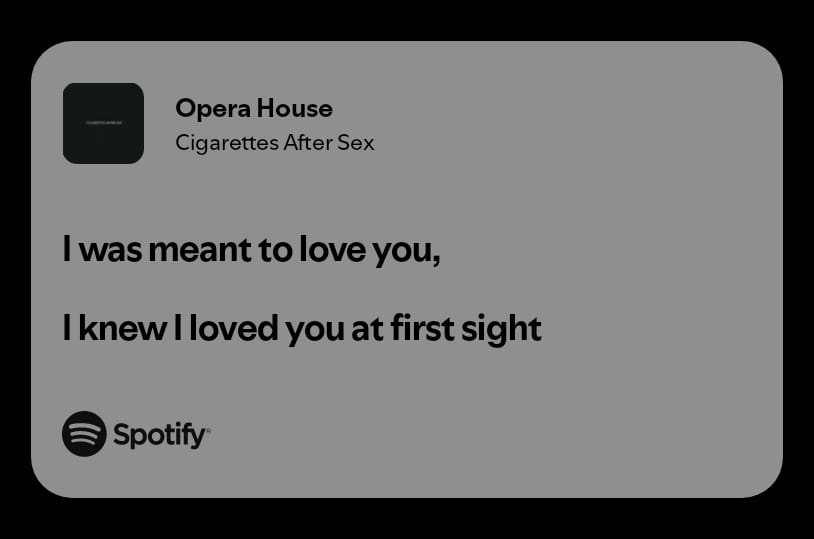 Opera House
Cigarettes After Sex
I was meant to love you,
I knew I loved you at first sight
Spotify®